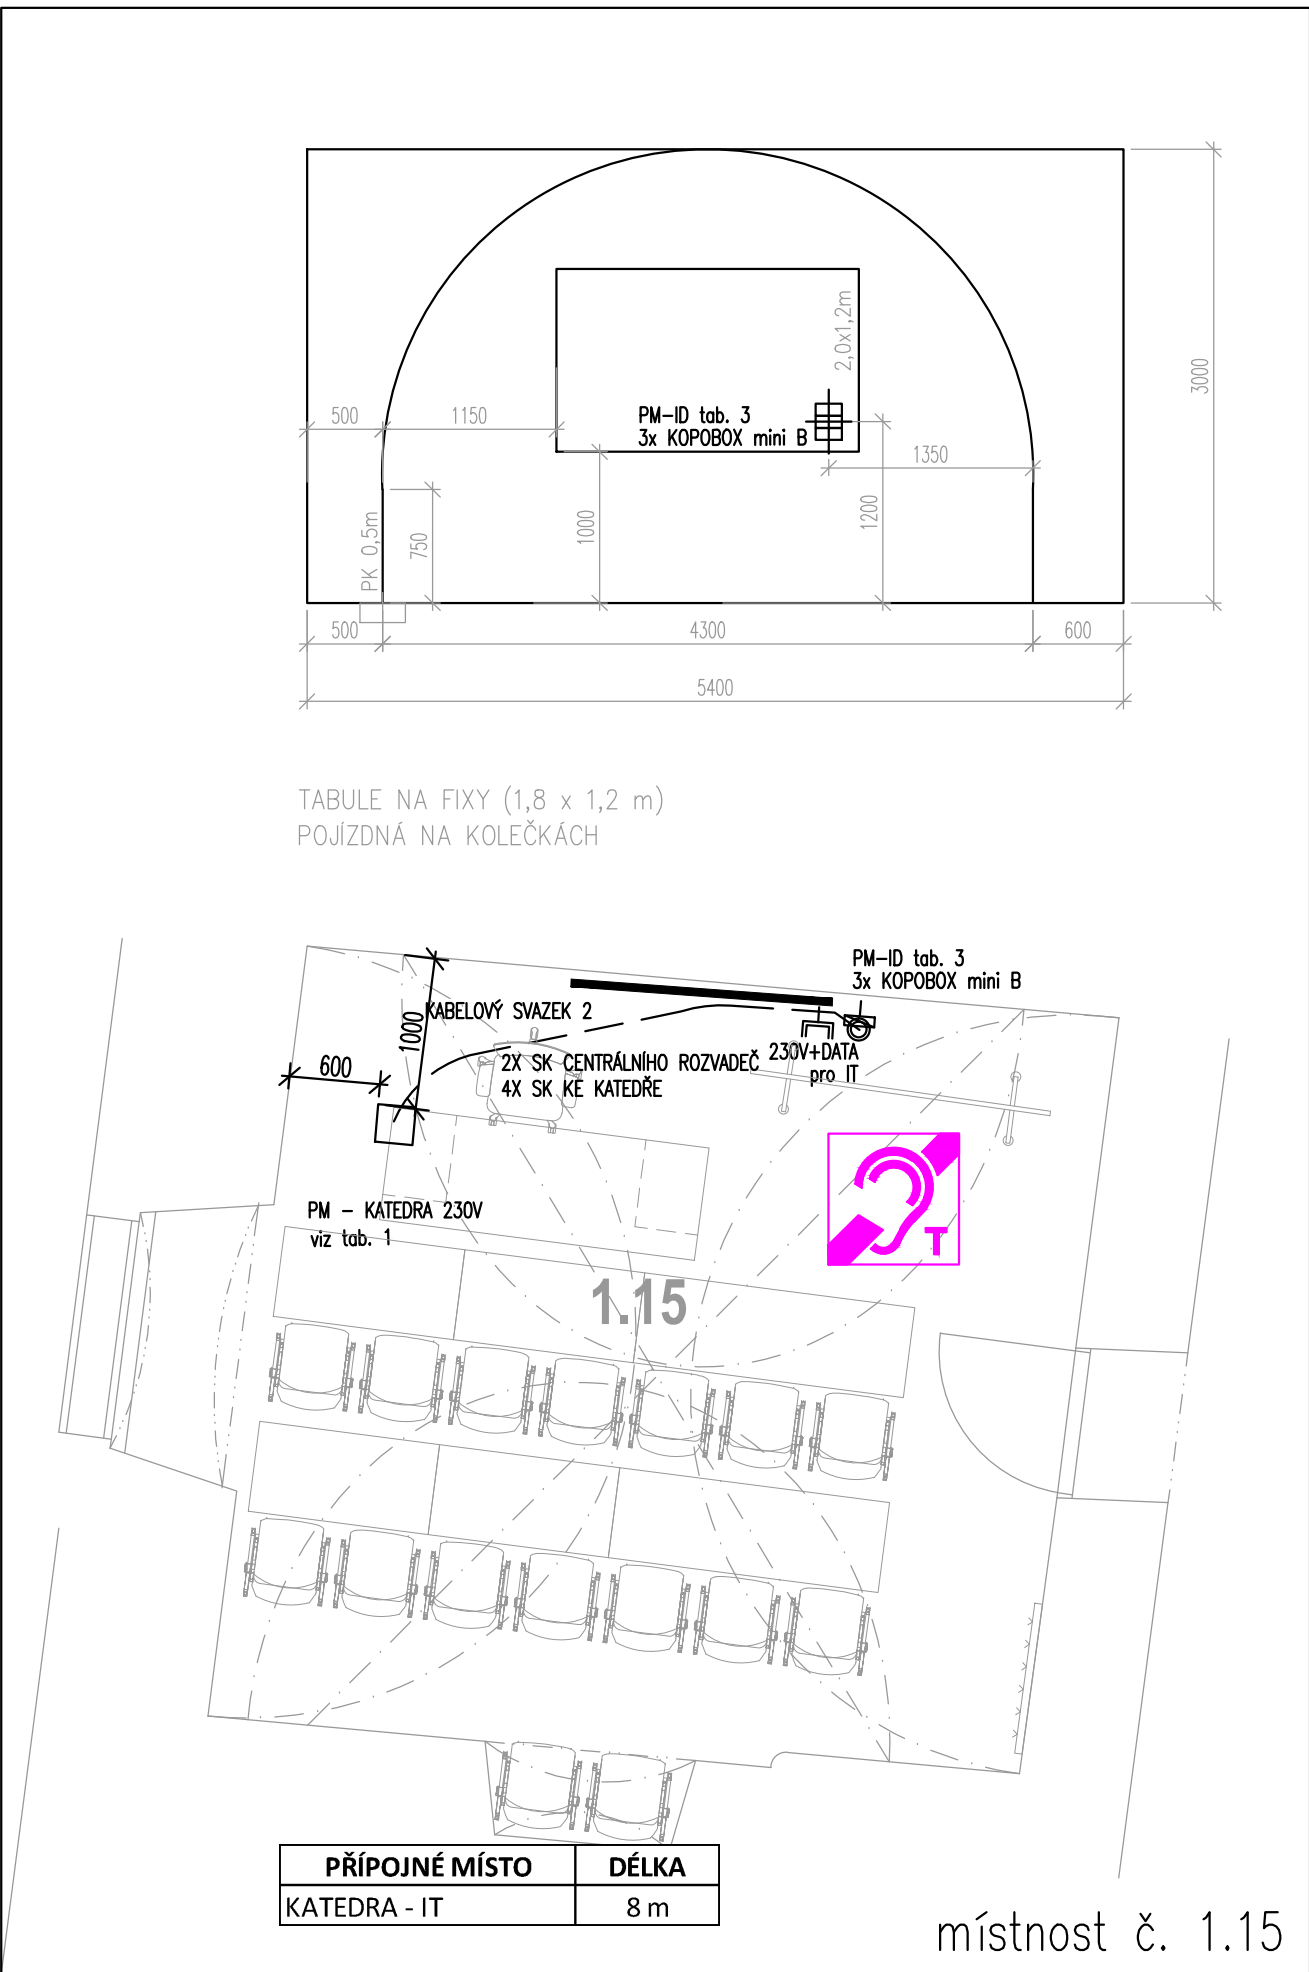 2,0x1,2m
3000
PM-ID tab. 3
3x KOPOBOX mini B
500
1150
1350
1200
1000
750
PK 0,5m
500
4300
600
5400
TABULE NA FIXY (1,8 x 1,2 m)
POJÍZDNÁ NA KOLEČKÁCH
PM-ID tab. 3
3x KOPOBOX mini B
KABELOVÝ SVAZEK 2
1000
600
2X SK CENTRÁLNÍHO ROZVADEČ
4X SK KE KATEDŘE
230V+DATA
pro IT
PM - KATEDRA 230V
viz tab. 1
T
1.15
PŘÍPOJNÉ MÍSTO DÉLKA
KATEDRA - IT 8 m
místnost č. 1.15